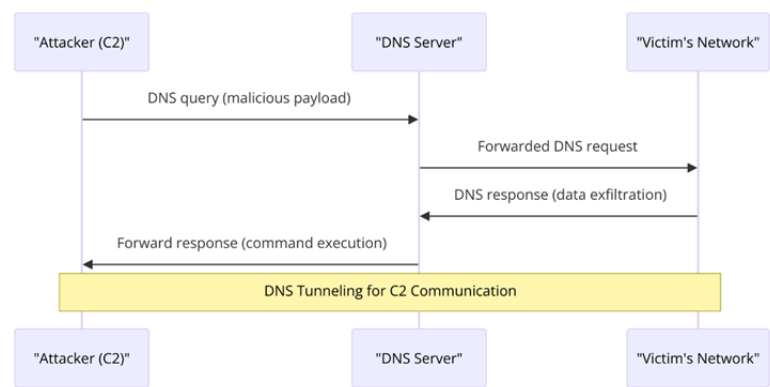 "Attacker (C2)"
"DNS Server"
"Victim's Network"
DNS query (malicious payload)
Forwarded DNS request
DNS response (data exfiltration)
Forward response (command execution)
DNS Tunneling for C2 Communication
"Attacker (C2)"
"DNS Server"
"Victim's Network"